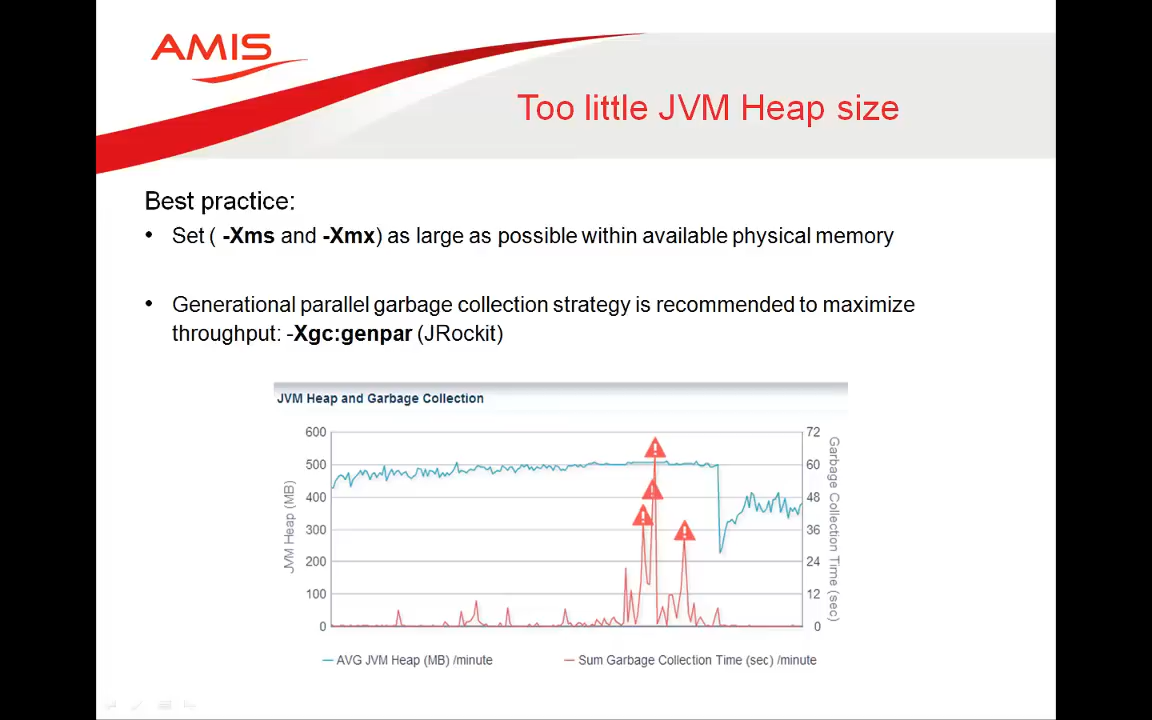 AMIS
Too little JVM Heap size
Best practice:
• Set ( -Xms and -Xmx) as large as possible within available physical memory
• Generational parallel garbage collection strategy is recommended to maximize
throughput: -Xgc:genpar (JRockit)
JVM Heap and Garbage Collection
JVM Heap (MB)
600
500
400
300
200
100
0
72
60
48
36
24
12
0
Garbage Collection Time (sec)
AVG JVM Heap (MB) /minute
Sum Garbage Collection Time (sec) /minute